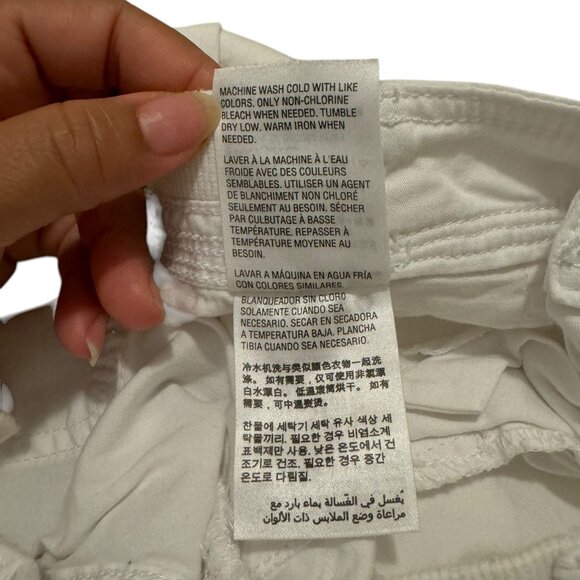 MACHINE WASH COLD WITH LIKE
COLORS. ONLY NON-CHLORINE
BLEACH WHEN NEEDED. TUMBLE
DRY LOW. WARM IRON WHEN
NEEDED.
LAVER À LA MACHINE À L'EAU
FROIDE AVEC DES COULEURS
SEMBLABLES. UTILISER UN AGENT
DE BLANCHIMENT NON CHLORÉ
SEULEMENT AU BESOIN. SÉCHER
PAR CULBUTAGE À BASSE
TEMPÉRATURE. REPASSER À
TEMPÉRATURE MOYENNE AU
BESOIN.
LAVAR A MÁQUINA EN AGUA FRÍA
CON COLORES SIMILARES.
BLANQUEADOR SIN CLORO
SOLAMENTE CUANDO SEA
NECESARIO. SECAR EN SECADORA
A TEMPERATURA BAJA. PLANCHA
TIBIA CUANDO SEA NECESARIO.
冷水机洗与类似颜色衣物一起洗
涤。 如有需要，仅可使用非氯漂
白水漂白。 低温滚筒烘干。 如有
需要，可中温熨烫。
찬물에 세탁기 세탁 유사 색상 세
탁물끼리. 필요한 경우 비염소계
표백제만 사용. 낮은 온도에서 건
조기로 건조. 필요한 경우 중간
온도로 다림질.
يُغسل في الغسّالة بماء بارد مع
مراعاة وضع الملابس ذات الألوان